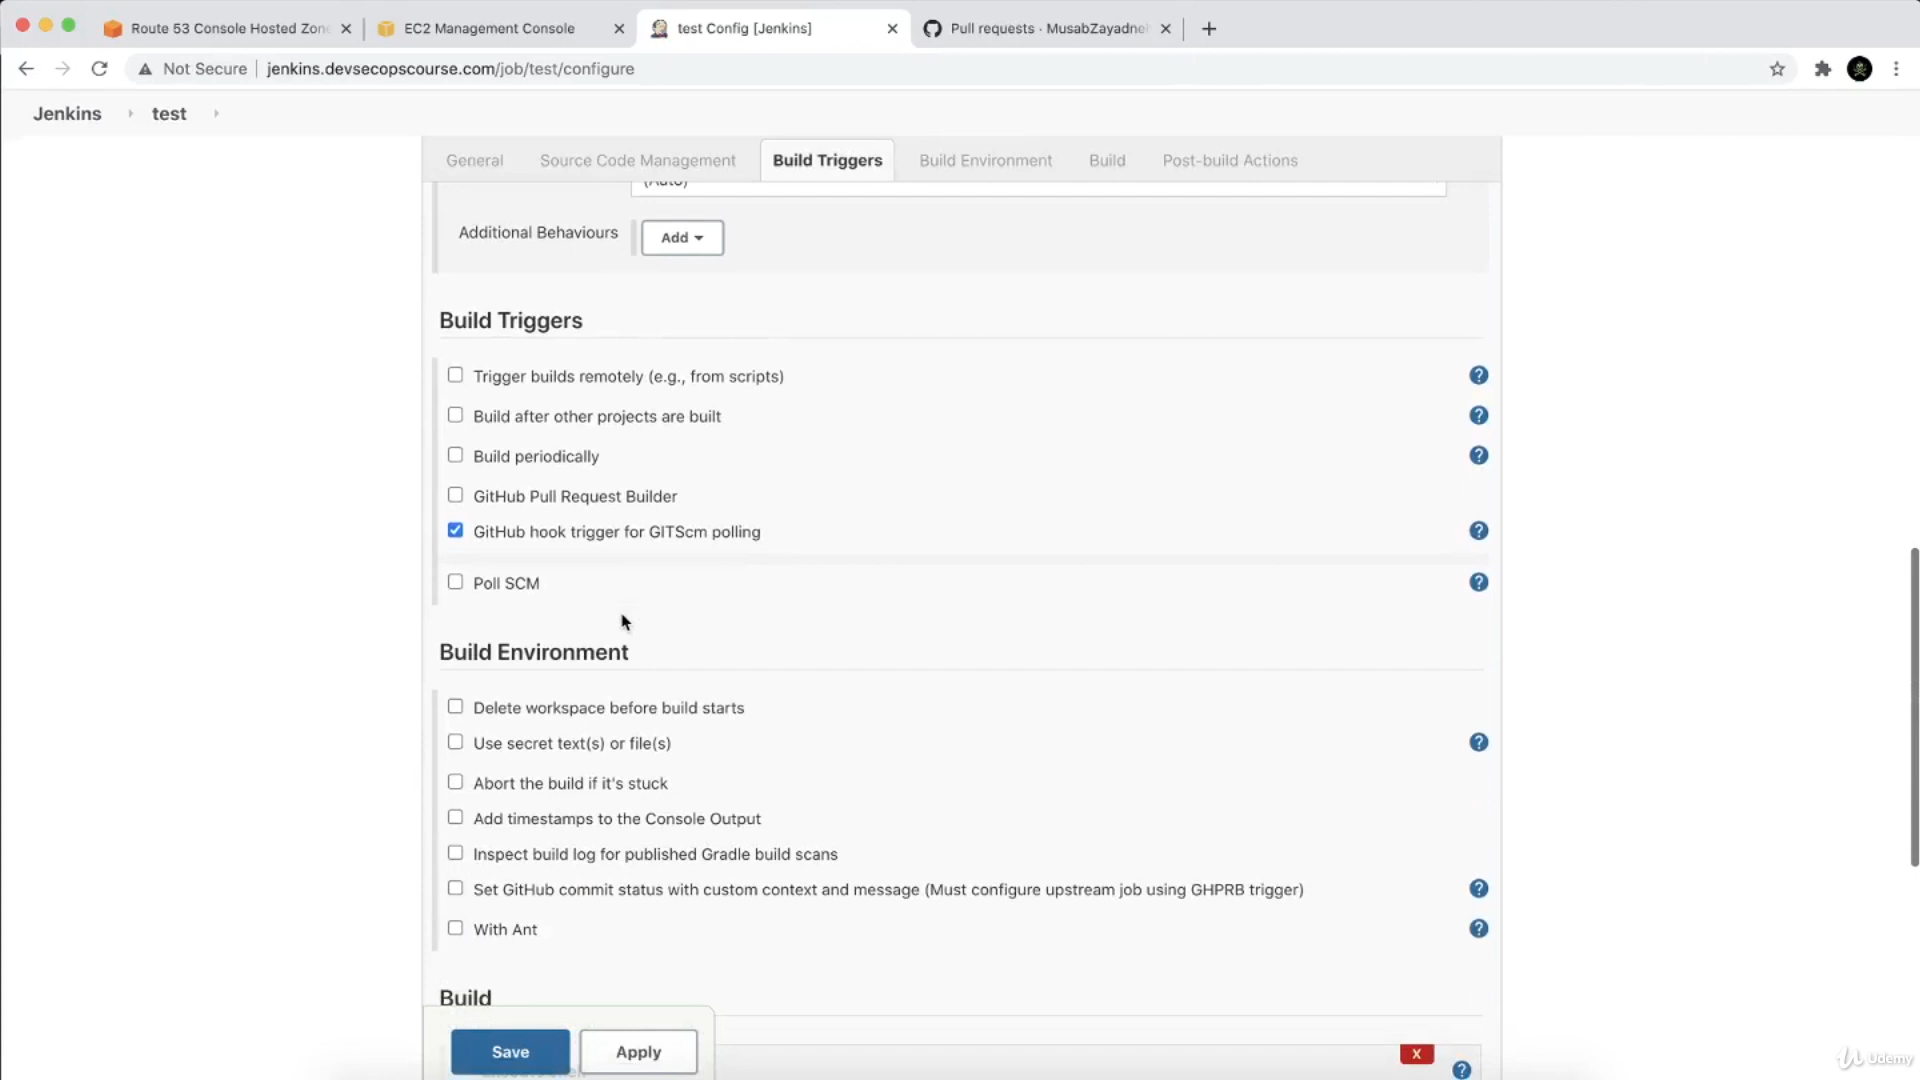 Route 53 Console Hosted Zone
EC2 Management Console
test Config [Jenkins]
Pull requests · MusabZayadneh
Not Secure
jenkins.devsecopscourse.com/job/test/configure
Jenkins
test
General
Source Code Management
Build Triggers
Build Environment
Build
Post-build Actions
(Auto)
Additional Behaviours
Add
Build Triggers
Trigger builds remotely (e.g., from scripts)
Build after other projects are built
Build periodically
GitHub Pull Request Builder
GitHub hook trigger for GITScm polling
Poll SCM
Build Environment
Delete workspace before build starts
Use secret text(s) or file(s)
Abort the build if it's stuck
Add timestamps to the Console Output
Inspect build log for published Gradle build scans
Set GitHub commit status with custom context and message (Must configure upstream job using GHPRB trigger)
With Ant
Build
Save
Apply
X
Udemy